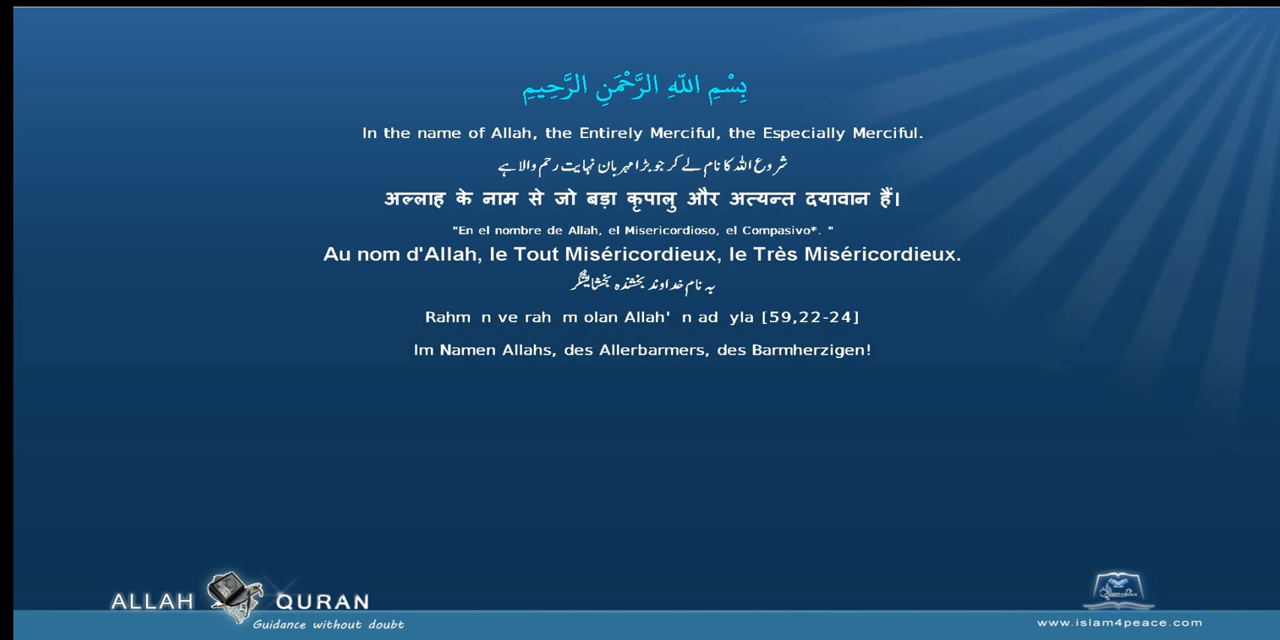 بِسْمِ اللَّهِ الرَّحْمَنِ الرَّحِيمِ
In the name of Allah, the Entirely Merciful, the Especially Merciful.
شروع اللہ کا نام لے کر جو بڑا مہربان نہایت رحم والا ہے
अल्लाह के नाम से जो बड़ा कृपालु और अत्यन्त दयावान हैं।
"En el nombre de Allah, el Misericordioso, el Compasivo*. "
Au nom d'Allah, le Tout Miséricordieux, le Très Miséricordieux.
به نام خداوند بخشنده بخشایشگر
Rahm n ve rah m olan Allah' n ad yla [59,22-24]
Im Namen Allahs, des Allerbarmers, des Barmherzigen!
ALLAH QURAN
Guidance without doubt
www.islam4peace.com